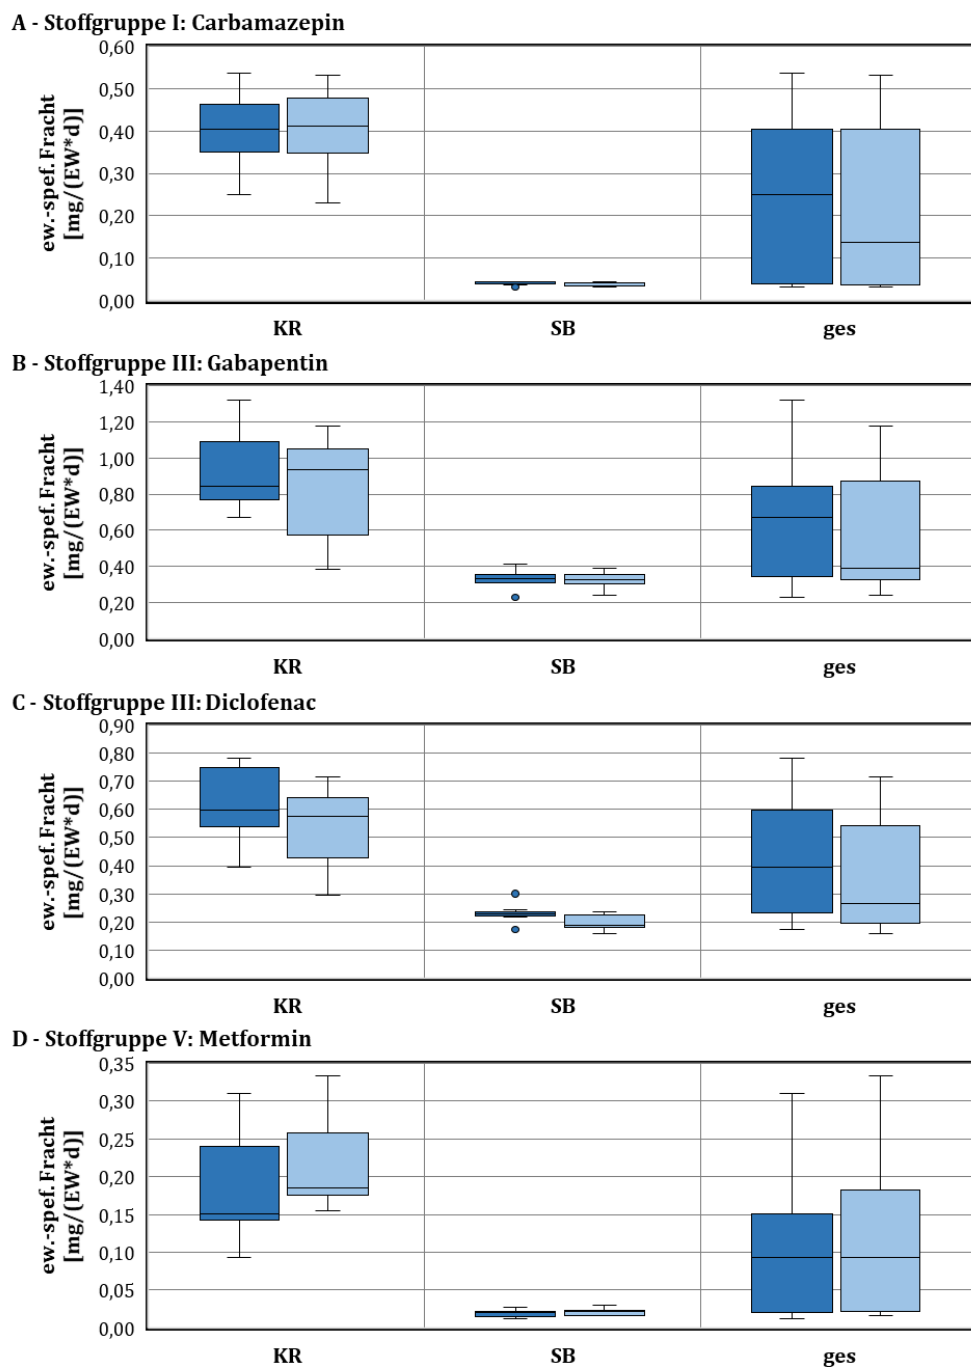 A - Stoffgruppe I: Carbamazepin
ew.-spef.Fracht
[mg/(EW*d)]
0,60
0,50
0,40
0,30
0,20
0,10
0,00
KR SB ges
B - Stoffgruppe III: Gabapentin
ew.-spef.Fracht
[mg/(EW*d)]
1,40
1,20
1,00
0,80
0,60
0,40
0,20
0,00
KR SB ges
C - Stoffgruppe III: Diclofenac
ew.-spef.Fracht
[mg/(EW*d)]
0,90
0,80
0,70
0,60
0,50
0,40
0,30
0,20
0,10
0,00
KR SB ges
D - Stoffgruppe V: Metformin
ew.-spef.Fracht
[mg/(EW*d)]
0,35
0,30
0,25
0,20
0,15
0,10
0,05
0,00
KR SB ges